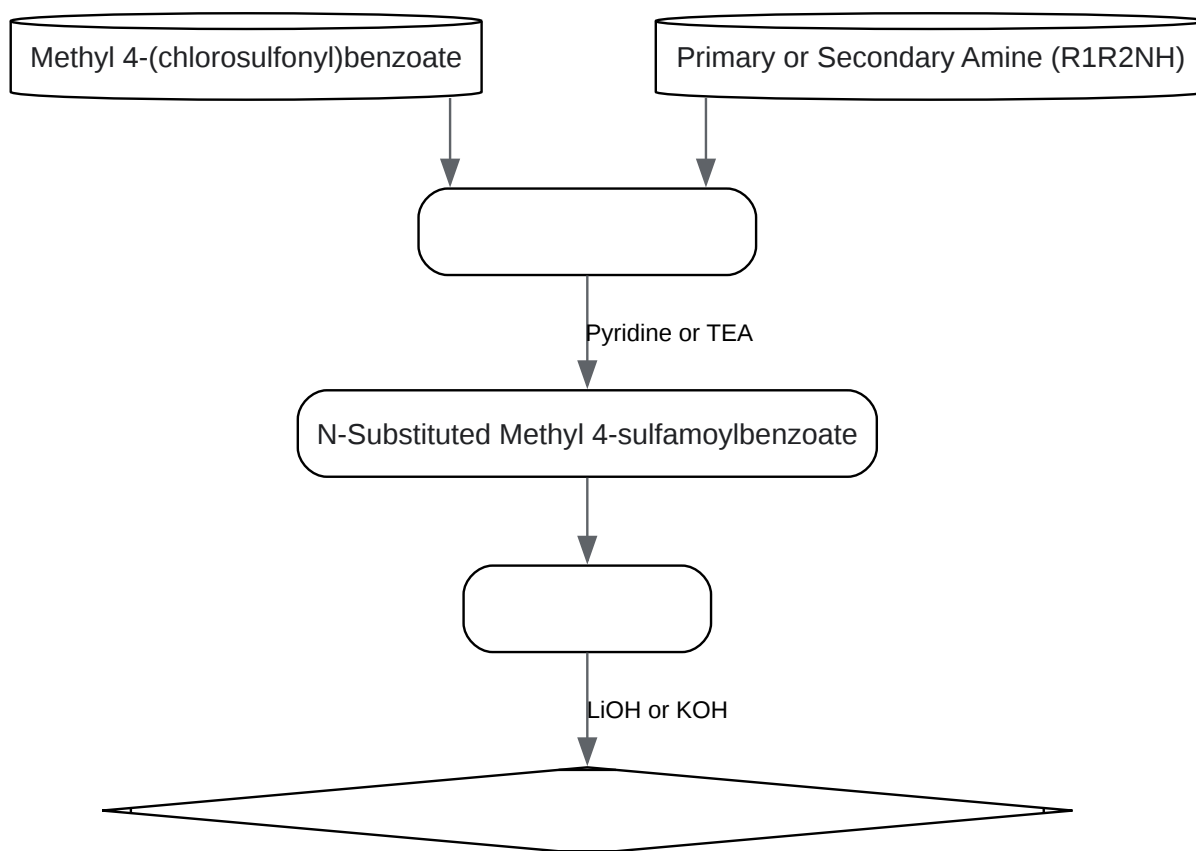 Methyl 4-(chlorosulfonyl)benzoate
Primary or Secondary Amine (R1R2NH)
Pyridine or TEA
N-Substituted Methyl 4-sulfamoylbenzoate
LiOH or KOH